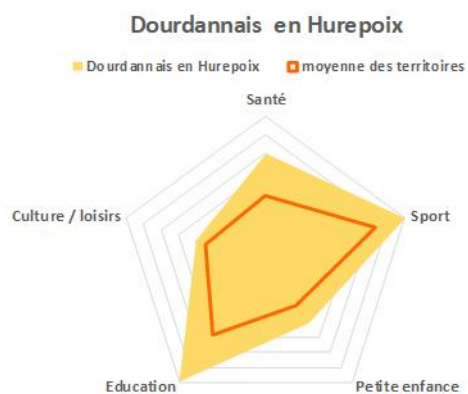 Dourdannais en Hurepoix
Dourdannais en Hurepoix moyenne des territoires
Santé
Culture / loisirs Sport
Education Petite enfance